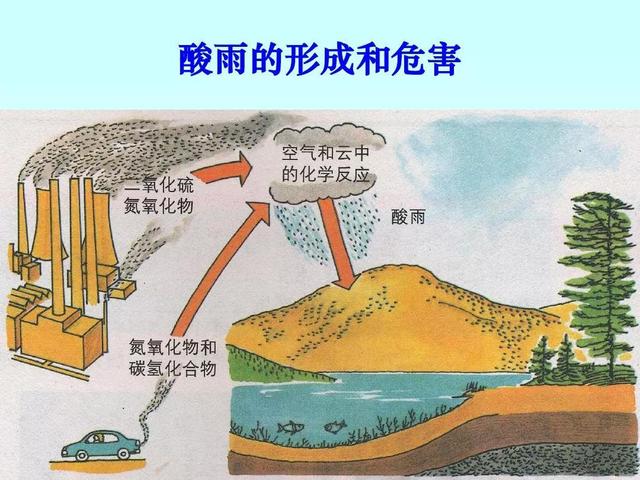 酸雨的形成和危害
空气和云中
的化学反应
二氧化硫
氮氧化物
酸雨
氮氧化物和
碳氢化合物